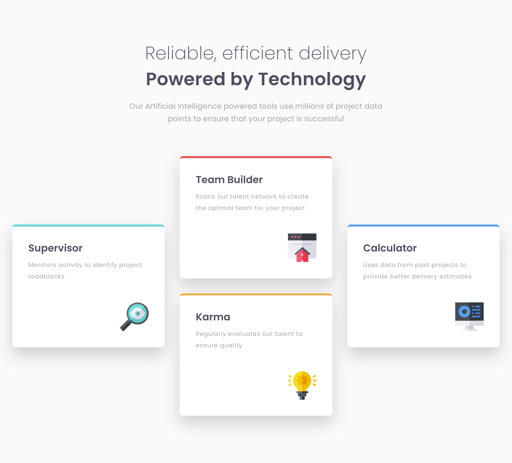 Reliable, efficient delivery
Powered by Technology
Our Artificial Intelligence powered tools use millions of project data
points to ensure that your project is successful
Team Builder
Scans our talent network to create
the optimal team for your project
Supervisor
Monitors activity to identify project
roadblocks
Calculator
Uses data from past projects to
provide better delivery estimates
Karma
Regularly evaluates our talent to
ensure quality